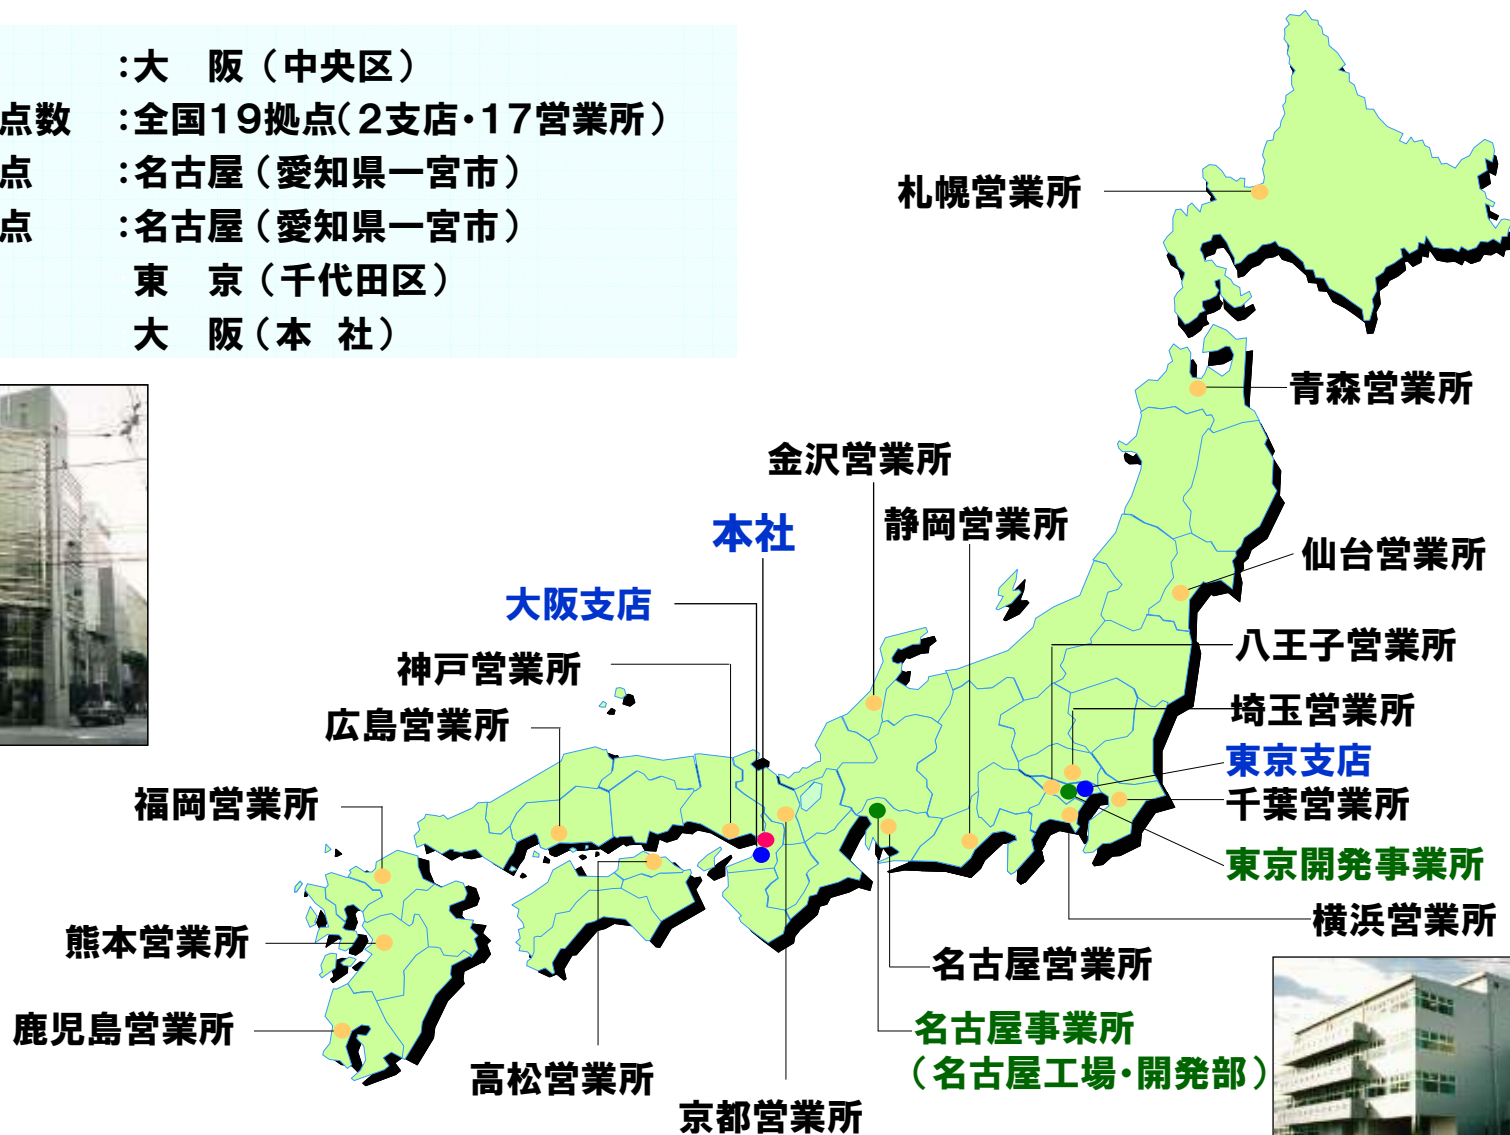 :大　阪（中央区）
点数　:全国19拠点（2支店・17営業所）
点　:名古屋（愛知県一宮市）
点　:名古屋（愛知県一宮市）
東　京（千代田区）
大　阪（本 社）
札幌営業所
青森営業所
金沢営業所
静岡営業所
本社
仙台営業所
大阪支店
八王子営業所
神戸営業所
埼玉営業所
広島営業所
東京支店
福岡営業所
千葉営業所
東京開発事業所
横浜営業所
熊本営業所
名古屋営業所
鹿児島営業所
名古屋事業所
（名古屋工場・開発部）
高松営業所
京都営業所